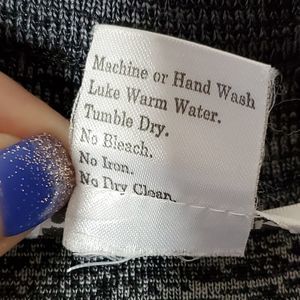 Machine or Hand Wash
Luke Warm Water.
Tumble Dry.
No Bleach.
No Iron.
No Dry Clean.